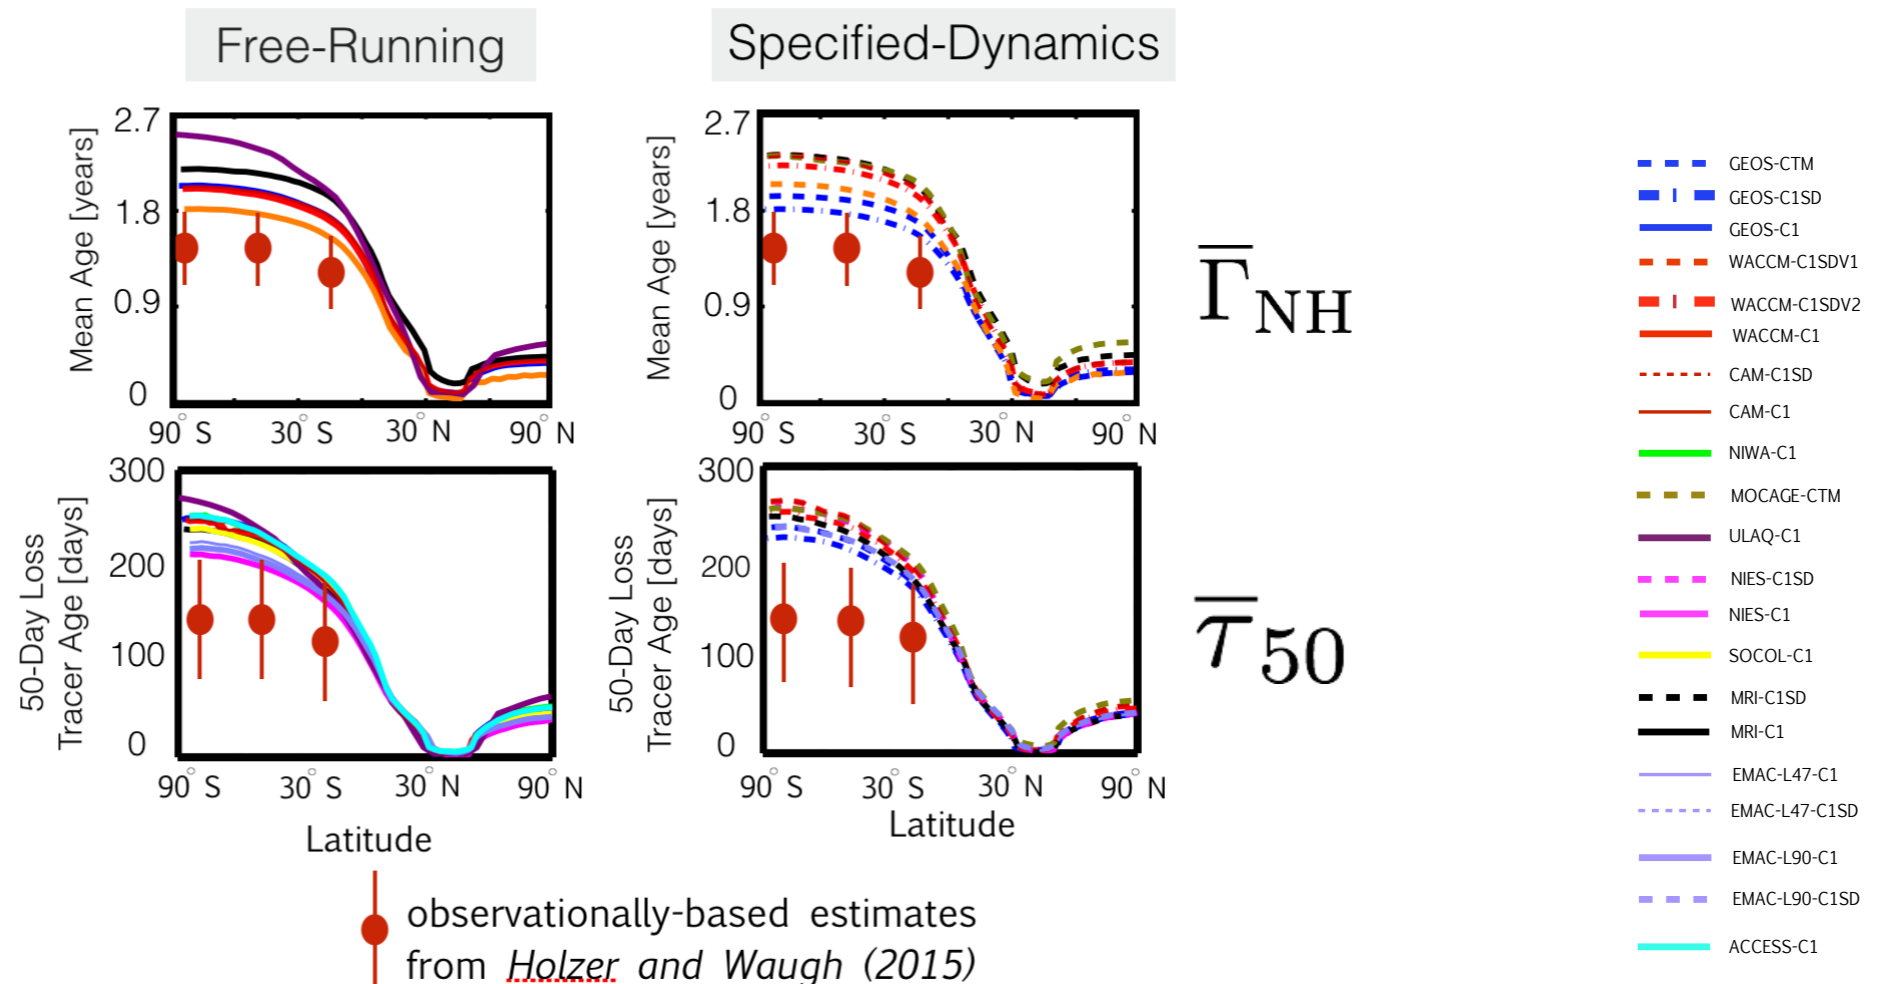 Free-Running
Specified-Dynamics
Mean Age [years]
2.7
1.8
0.9
0
90° S 30° S 30° N 90° N
Mean Age [years]
2.7
1.8
0.9
0
90° S 30° S 30° N 90° N
Γ̅NH
50-Day Loss
Tracer Age [days]
300
200
100
0
90° S 30° S 30° N 90° N
Latitude
50-Day Loss
Tracer Age [days]
300
200
100
0
90° S 30° S 30° N 90° N
Latitude
τ̅50
observationally-based estimates
from Holzer and Waugh (2015)
GEOS-CTM
GEOS-C1SD
GEOS-C1
WACCM-C1SDV1
WACCM-C1SDV2
WACCM-C1
CAM-C1SD
CAM-C1
NIWA-C1
MOCAGE-CTM
ULAQ-C1
NIES-C1SD
NIES-C1
SOCOL-C1
MRI-C1SD
MRI-C1
EMAC-L47-C1
EMAC-L47-C1SD
EMAC-L90-C1
EMAC-L90-C1SD
ACCESS-C1